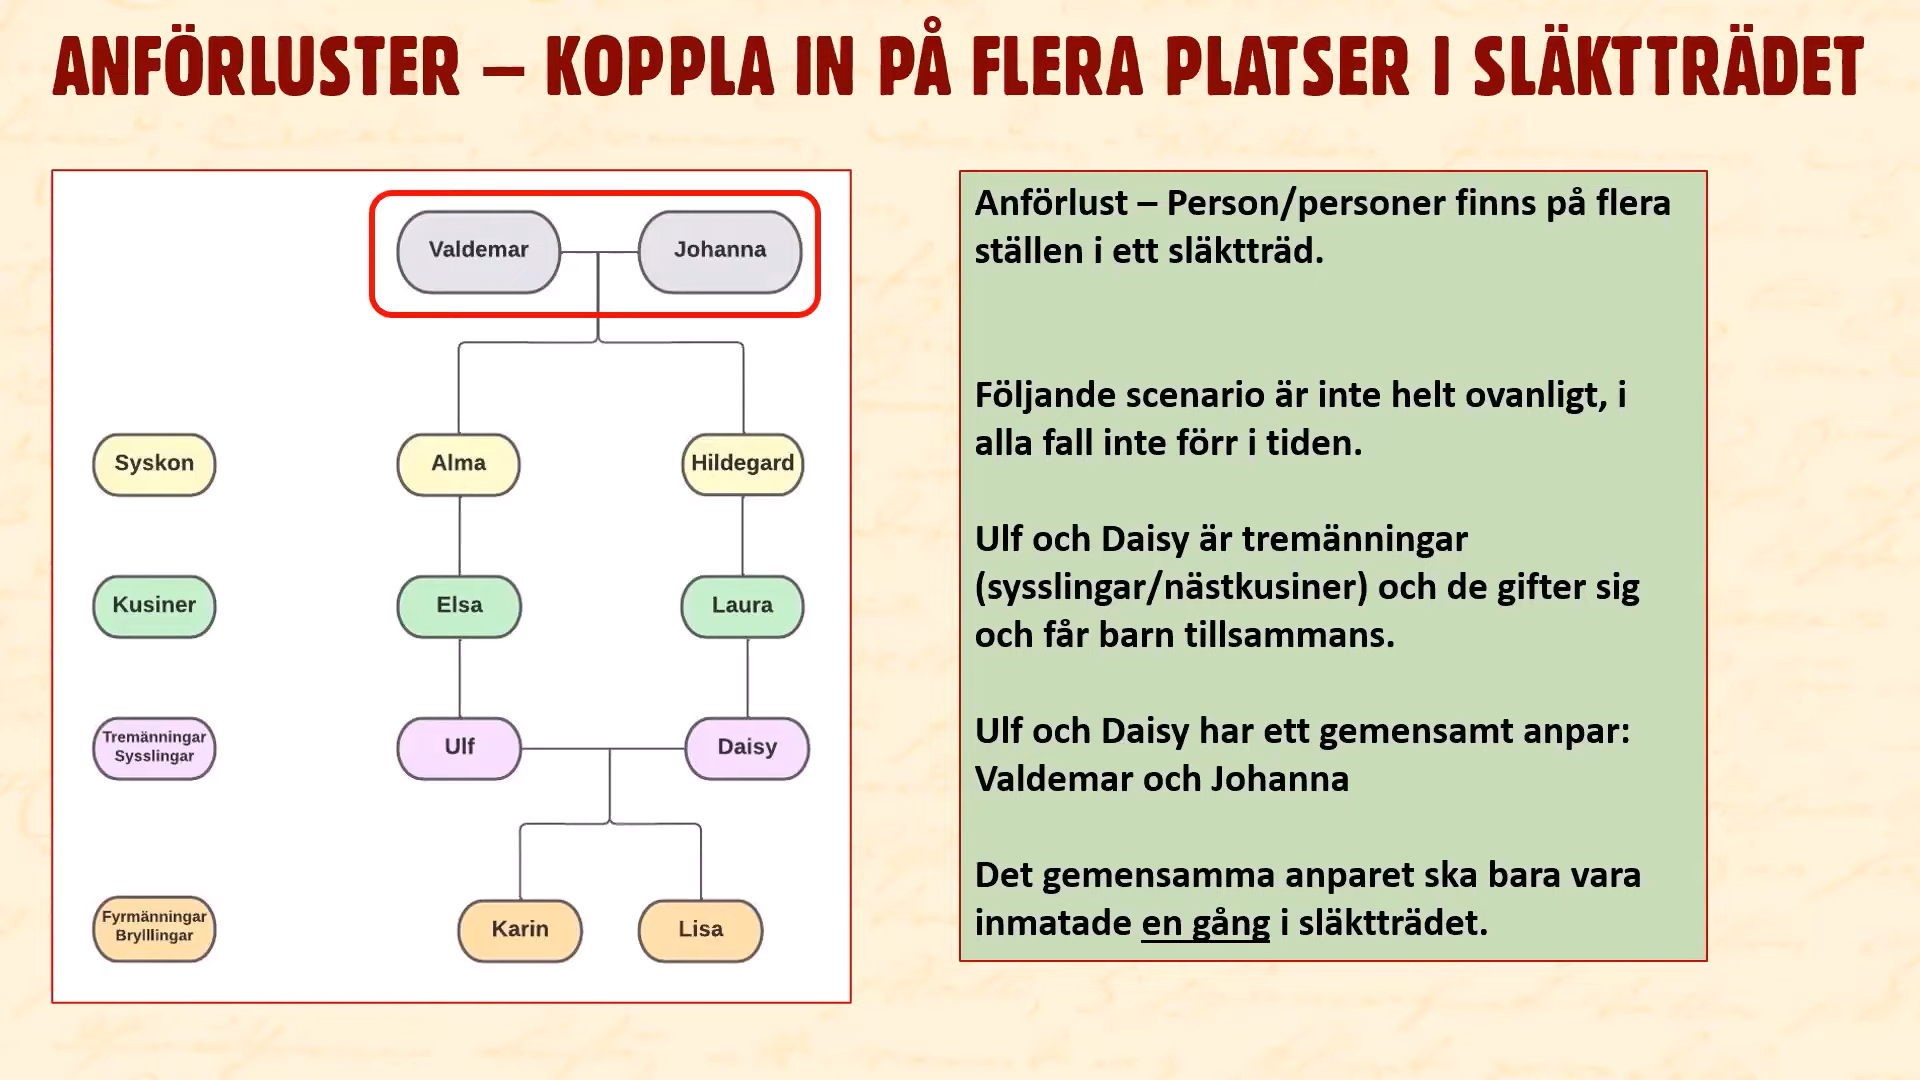 ANFÖRLUSTER – KOPPLA IN PÅ FLERA PLATSER I SLÄKTTRÄDET
Valdemar
Johanna
Syskon
Alma
Hildegard
Kusiner
Elsa
Laura
Tremänningar
Sysslingar
Ulf
Daisy
Fyrmänningar
Brylllingar
Karin
Lisa
Anförlust – Person/personer finns på flera
ställen i ett släktträd.
Följande scenario är inte helt ovanligt, i
alla fall inte förr i tiden.
Ulf och Daisy är tremänningar
(sysslingar/nästkusiner) och de gifter sig
och får barn tillsammans.
Ulf och Daisy har ett gemensamt anpar:
Valdemar och Johanna
Det gemensamma anparet ska bara vara
inmatade en gång i släktträdet.